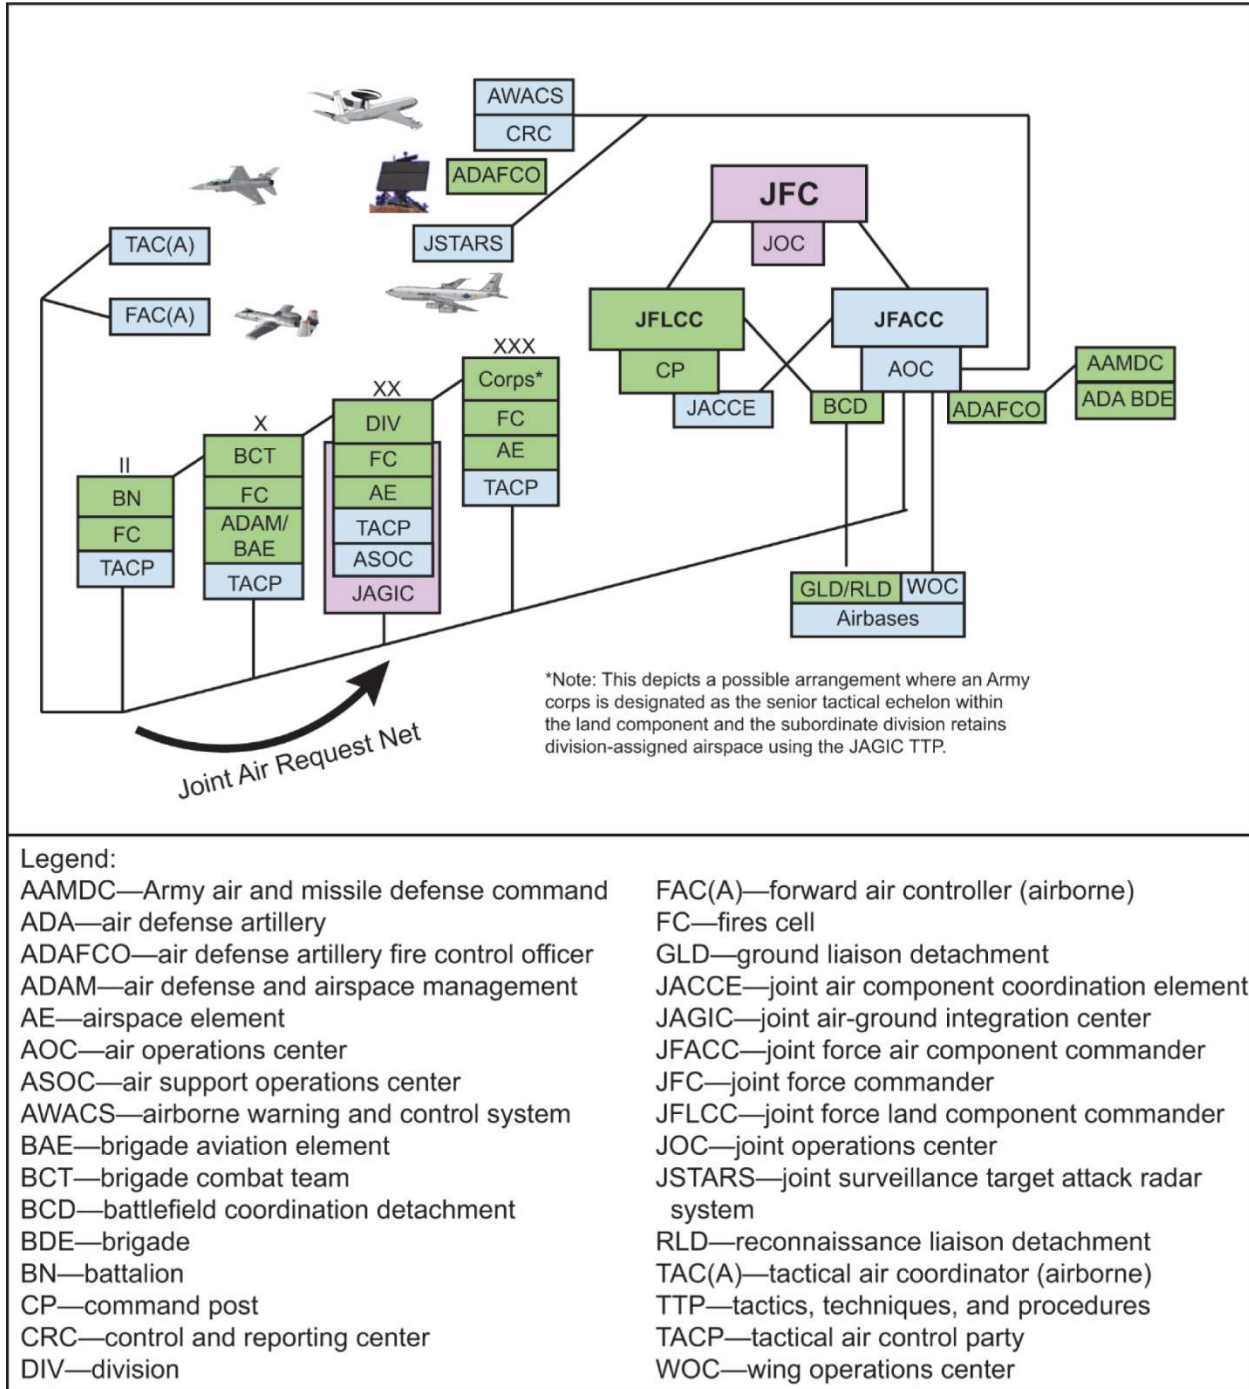 AWACS
CRC
ADAFCO
JFC
JOC
TAC(A)
JSTARS
FAC(A)
JFLCC
JFACC
XXX
CP
AOC
AAMDC
XX
Corps*
JACCE
BCD
ADAFCO
ADA BDE
X
DIV
FC
BCT
FC
AE
II
BN
FC
AE
TACP
FC
ADAM/
BAE
TACP
TACP
TACP
ASOC
JAGIC
GLD/RLD
WOC
Airbases
*Note: This depicts a possible arrangement where an Army
corps is designated as the senior tactical echelon within
the land component and the subordinate division retains
division-assigned airspace using the JAGIC TTP.
Joint Air Request Net
Legend:
AAMDC—Army air and missile defense command
ADA—air defense artillery
ADAFCO—air defense artillery fire control officer
ADAM—air defense and airspace management
AE—airspace element
AOC—air operations center
ASOC—air support operations center
AWACS—airborne warning and control system
BAE—brigade aviation element
BCT—brigade combat team
BCD—battlefield coordination detachment
BDE—brigade
BN—battalion
CP—command post
CRC—control and reporting center
DIV—division
FAC(A)—forward air controller (airborne)
FC—fires cell
GLD—ground liaison detachment
JACCE—joint air component coordination element
JAGIC—joint air-ground integration center
JFACC—joint force air component commander
JFC—joint force commander
JFLCC—joint force land component commander
JOC—joint operations center
JSTARS—joint surveillance target attack radar
system
RLD—reconnaissance liaison detachment
TAC(A)—tactical air coordinator (airborne)
TTP—tactics, techniques, and procedures
TACP—tactical air control party
WOC—wing operations center